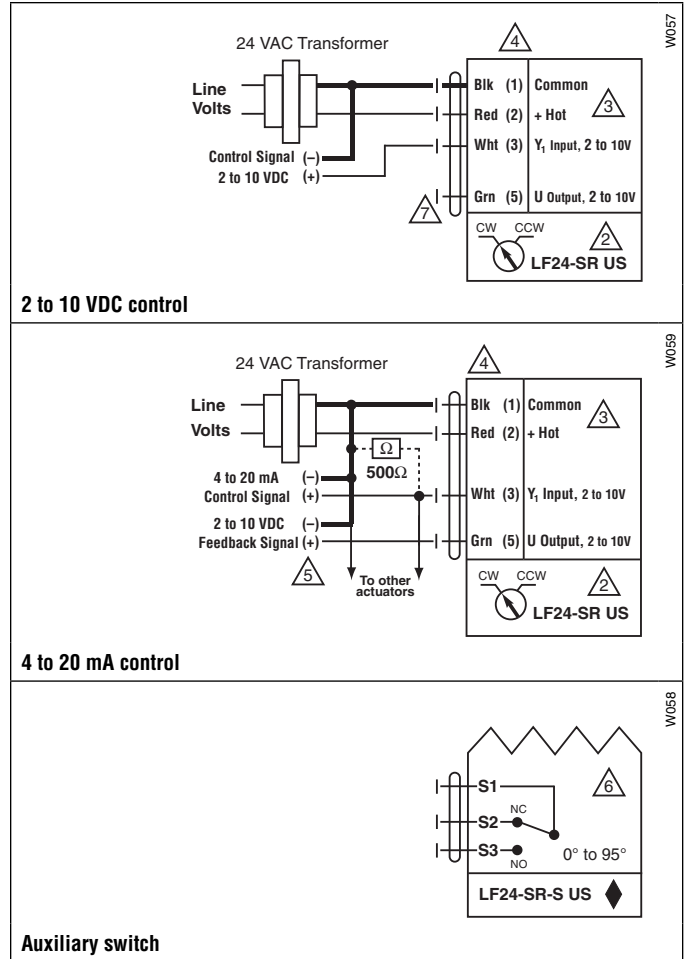 W057
24 VAC Transformer
4
Line
Volts
Blk (1) Common
3
Red (2) + Hot
Control Signal (–)
Wht (3) Y₁ Input, 2 to 10V
2 to 10 VDC (+)
7
Grn (5) U Output, 2 to 10V
CW CCW
2
LF24-SR US
2 to 10 VDC control
W059
24 VAC Transformer
4
Line
Volts
Blk (1) Common
3
Red (2) + Hot
Ω
500Ω
4 to 20 mA (–)
Control Signal (+)
Wht (3) Y₁ Input, 2 to 10V
2 to 10 VDC (–)
Feedback Signal (+)
Grn (5) U Output, 2 to 10V
5
To other
actuators
CW CCW
2
LF24-SR US
4 to 20 mA control
W058
S1
6
NC
S2
S3
0° to 95°
NO
LF24-SR-S US
Auxiliary switch